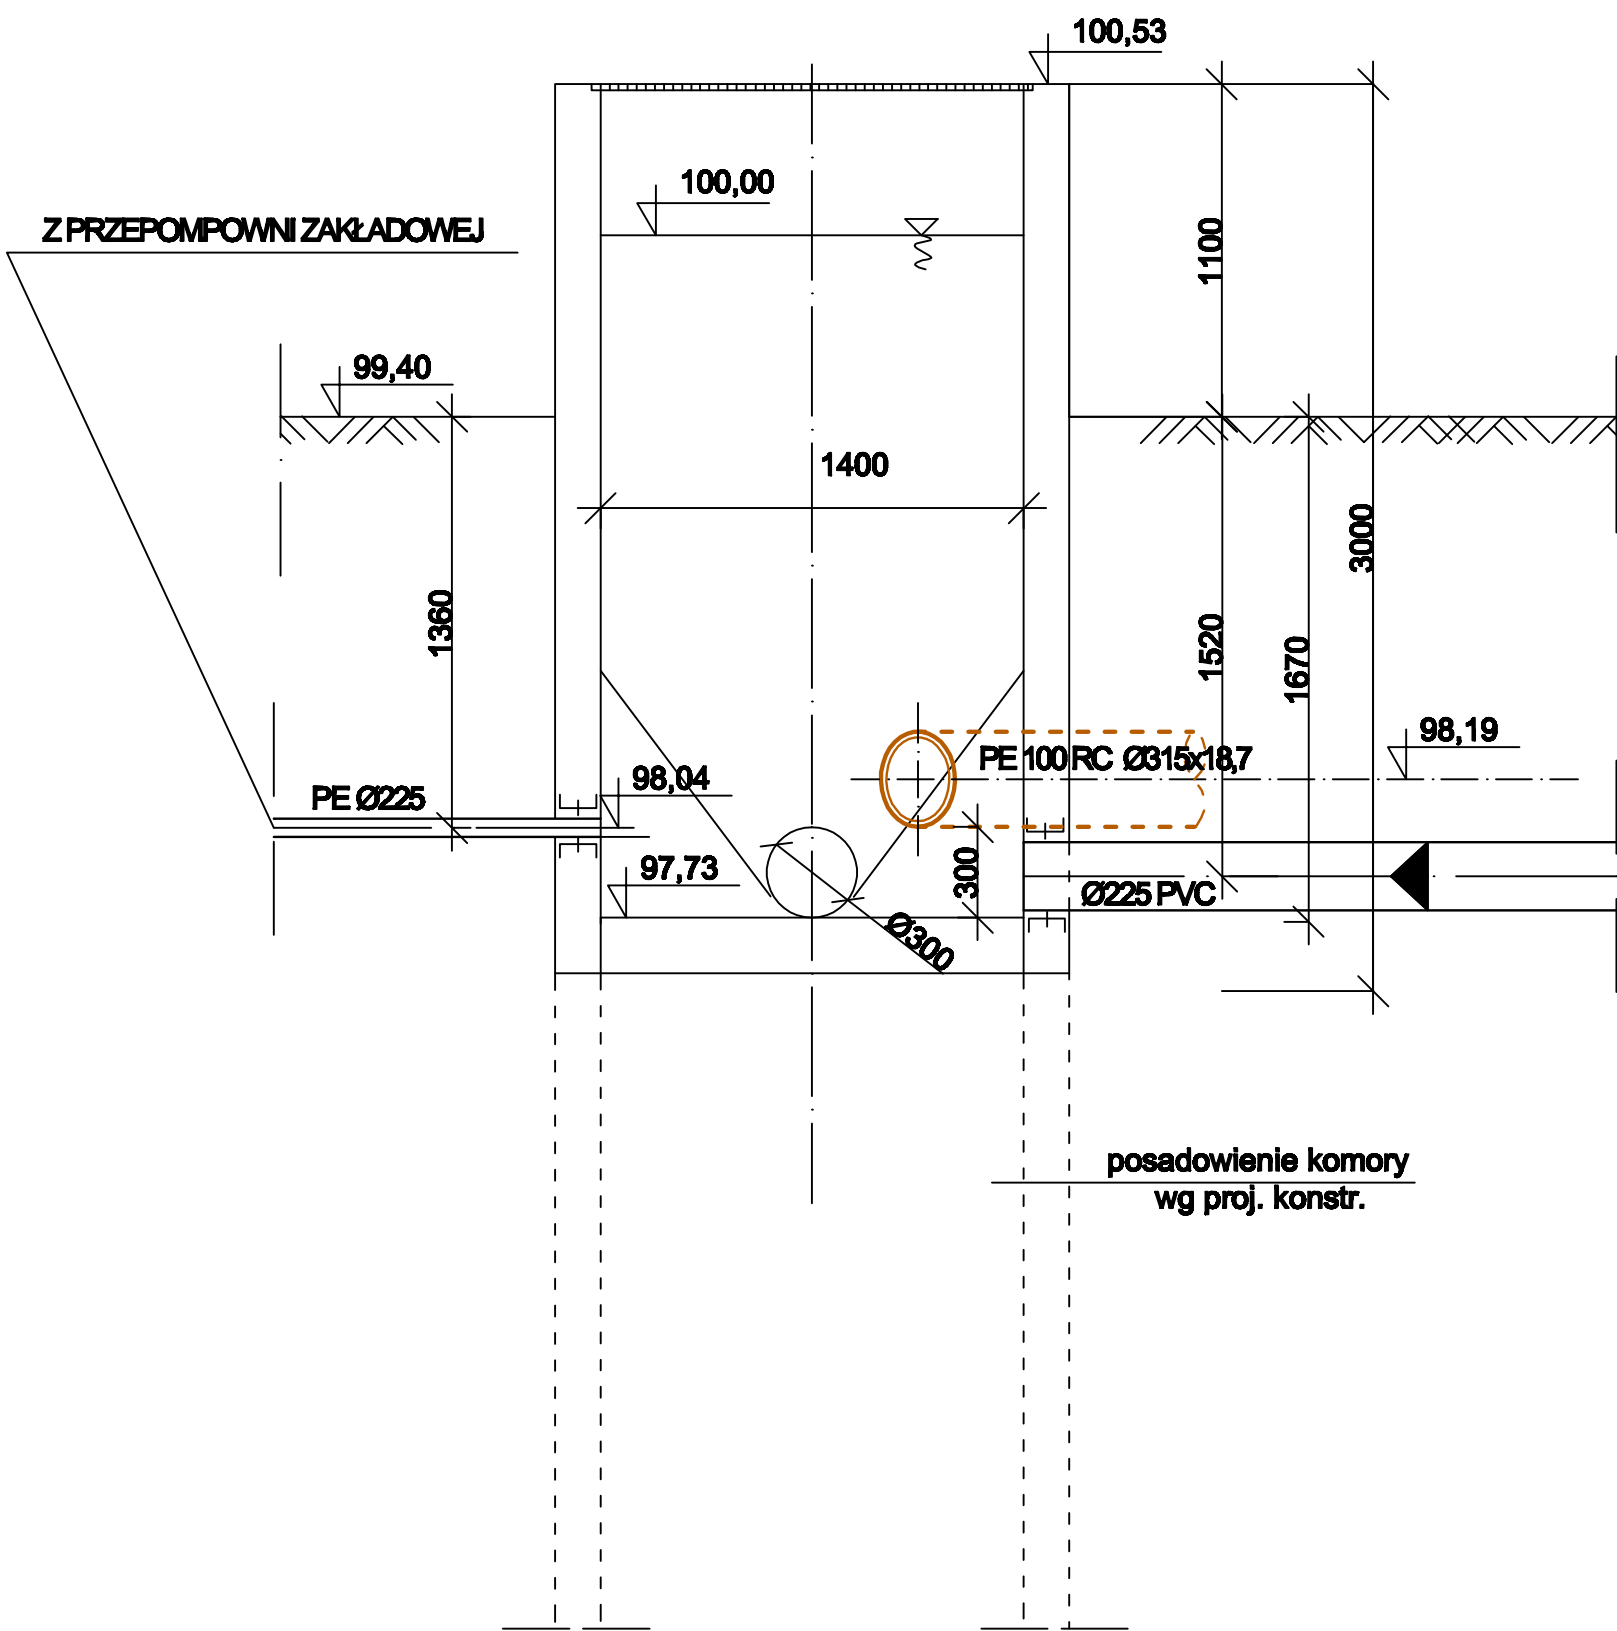 100,53
100,00
Z PRZEPOMPOWNI ZAKŁADOWEJ
1100
99,40
1400
3000
1360
1520
1670
98,19
PE 100 RC Ø315x18,7
98,04
PE Ø225
97,73
300
Ø225 PVC
Ø300
posadowienie komory
wg proj. konstr.